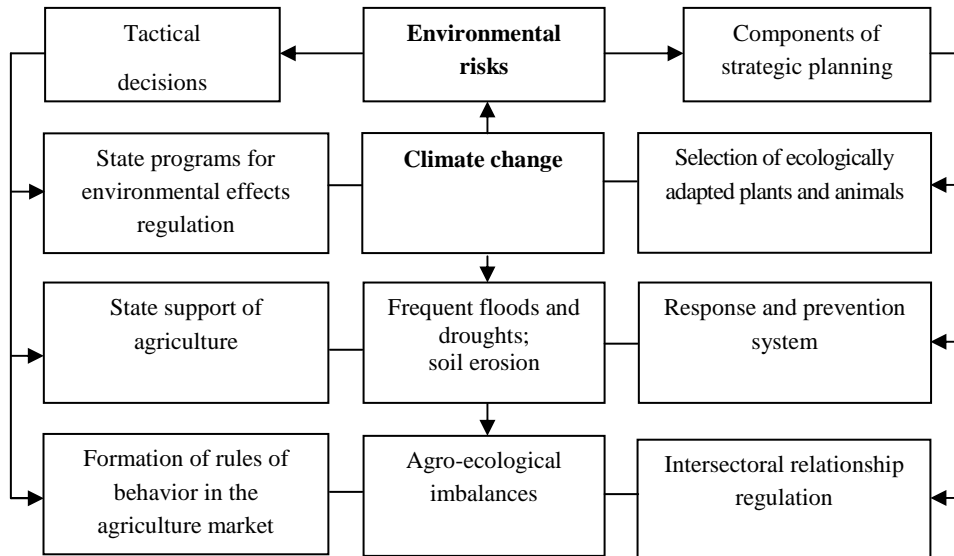 Tactical
decisions
Environmental
risks
Components of
strategic planning
State programs for
environmental effects
regulation
Climate change
Selection of ecologically
adapted plants and animals
State support of
agriculture
Frequent floods and
droughts;
soil erosion
Response and prevention
system
Formation of rules of
behavior in the
agriculture market
Agro-ecological
imbalances
Intersectoral relationship
regulation